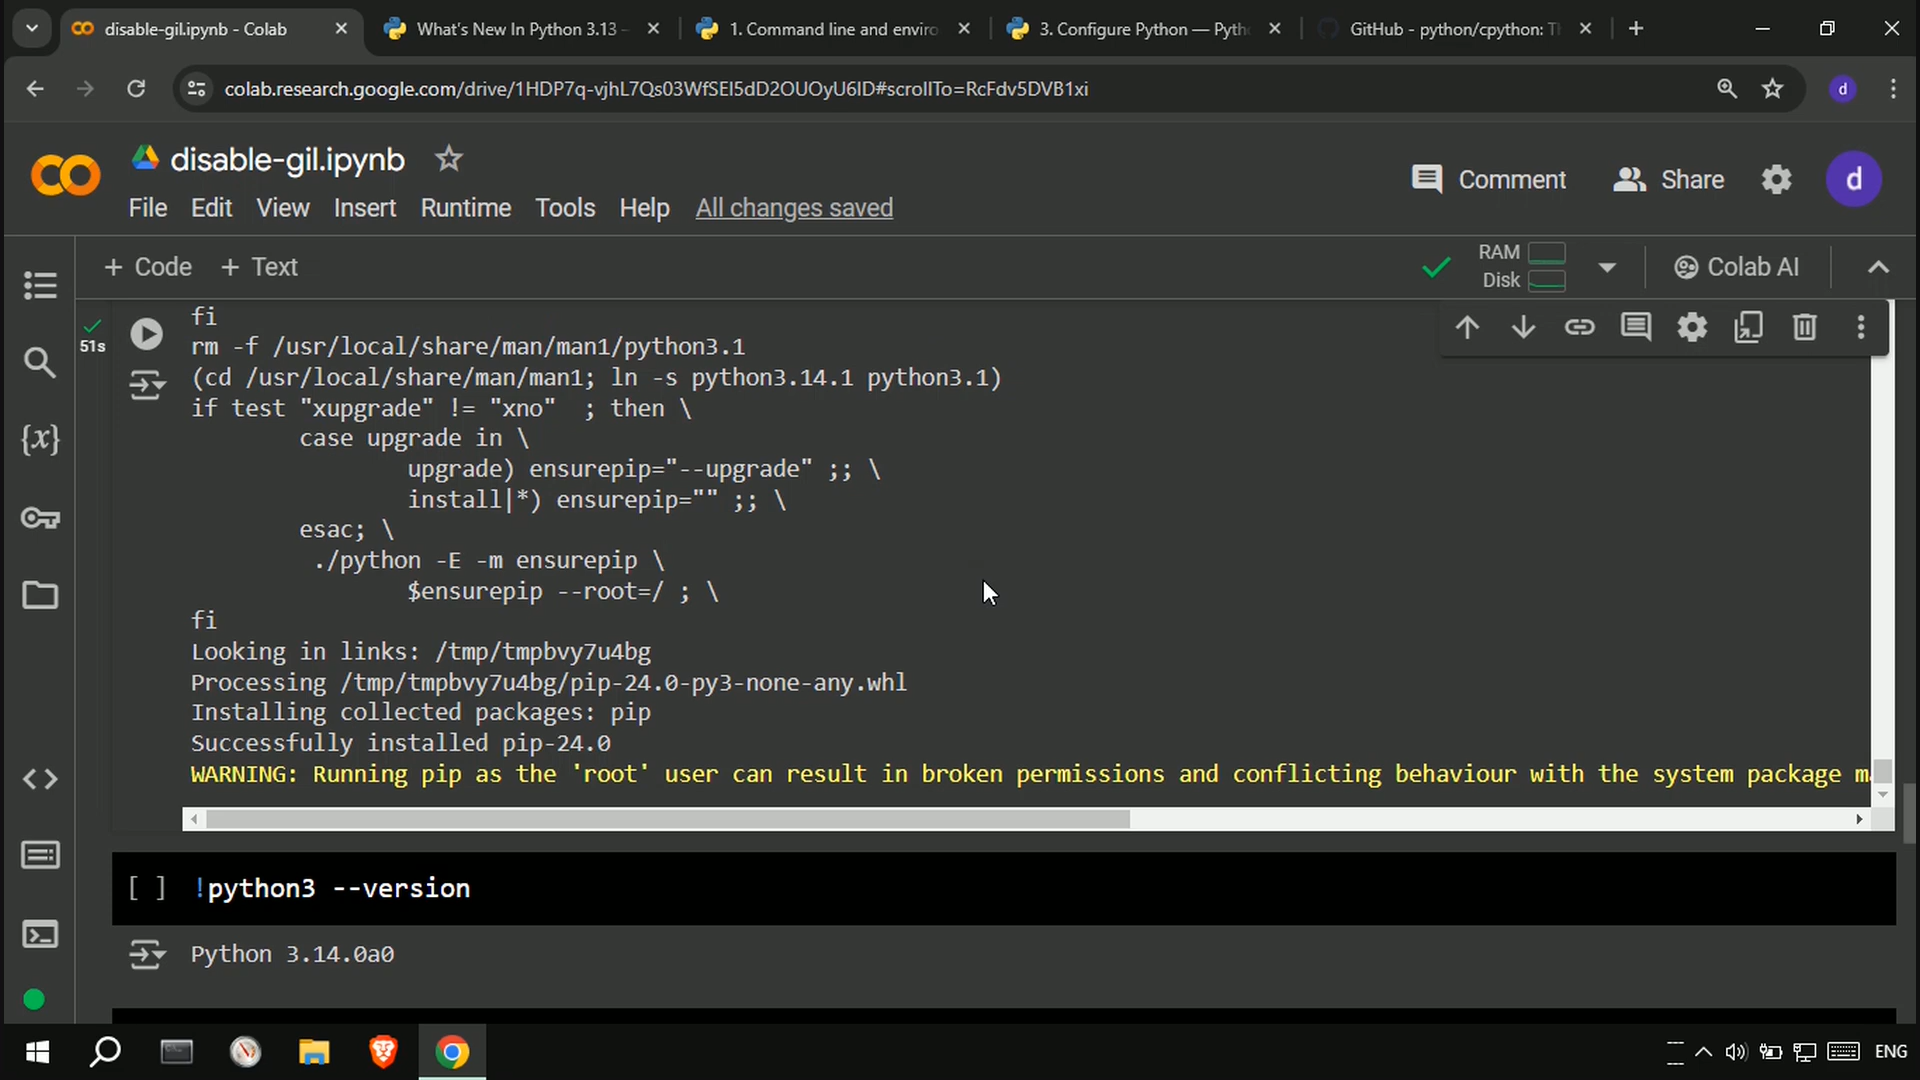 disable-gil.ipynb - Colab
What's New In Python 3.13 -
1. Command line and enviro
3. Configure Python — Pyth
GitHub - python/cpython: Th
colab.research.google.com/drive/1HDP7q-vjhL7Qs03WfSEl5dD2OUOyU6ID#scrollTo=RcFdv5DVB1xi
d
disable-gil.ipynb
Comment
Share
d
File Edit View Insert Runtime Tools Help All changes saved
+ Code + Text
RAM
Disk
Colab AI
51s
fi
rm -f /usr/local/share/man/man1/python3.1
(cd /usr/local/share/man/man1; ln -s python3.14.1 python3.1)
if test "xupgrade" != "xno"  ; then \
case upgrade in \
upgrade) ensurepip="--upgrade" ;; \
install|*) ensurepip="" ;; \
esac; \
./python -E -m ensurepip \
$ensurepip --root=/ ; \
fi
Looking in links: /tmp/tmpbvy7u4bg
Processing /tmp/tmpbvy7u4bg/pip-24.0-py3-none-any.whl
Installing collected packages: pip
Successfully installed pip-24.0
WARNING: Running pip as the 'root' user can result in broken permissions and conflicting behaviour with the system package m
[ ] !python3 --version
Python 3.14.0a0
{x}
ENG